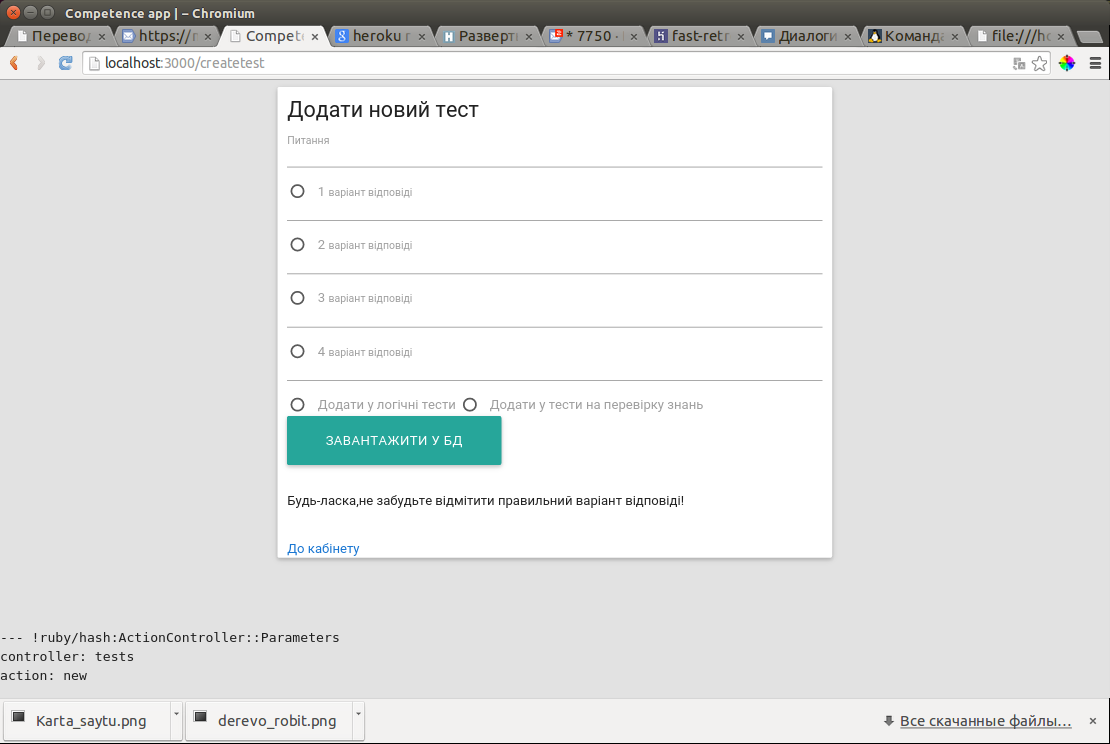 Competence app | – Chromium
Перевод
https://
Compete
heroku r
Разверт
* 7750 ·
fast-retr
Диалоги
Команда
file:///ho
localhost:3000/createtest
Додати новий тест
Питання
1 варіант відповіді
2 варіант відповіді
3 варіант відповіді
4 варіант відповіді
Додати у логічні тести Додати у тести на перевірку знань
ЗАВАНТАЖИТИ У БД
Будь-ласка,не забудьте відмітити правильний варіант відповіді!
До кабінету
--- !ruby/hash:ActionController::Parameters
controller: tests
action: new
Karta_saytu.png
derevo_robit.png
Все скачанные файлы...